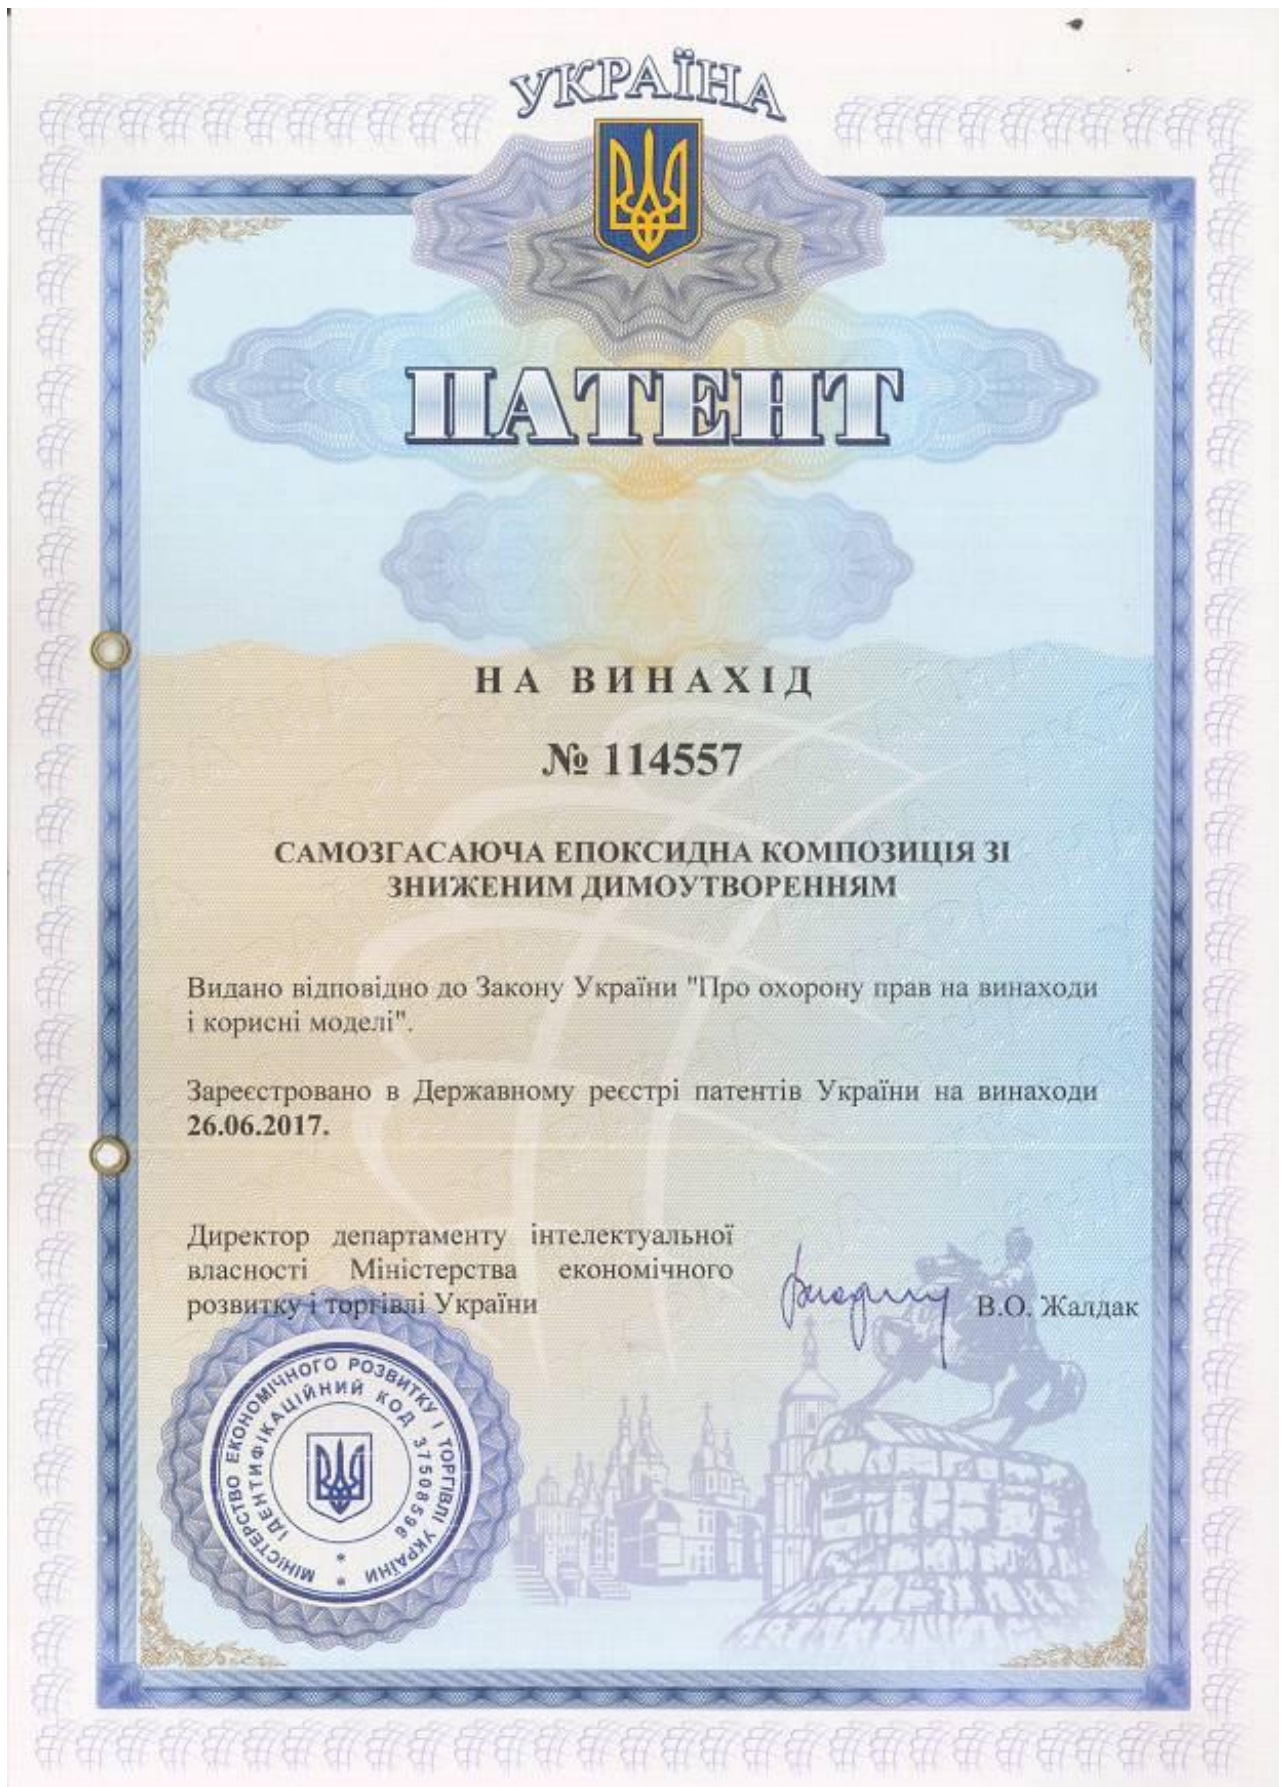 УКРАЇНА
ПАТЕНТ
НА ВИНАХІД
№ 114557
САМОЗГАСАЮЧА ЕПОКСИДНА КОМПОЗИЦІЯ ЗІ
ЗНИЖЕНИМ ДИМОУТВОРЕННЯМ
Видано відповідно до Закону України "Про охорону прав на винаходи
і корисні моделі".
Зареєстровано в Державному реєстрі патентів України на винаходи
26.06.2017.
Директор департаменту інтелектуальної
власності Міністерства економічного
розвитку і торгівлі України
В.О. Жалдак
МІНІСТЕРСТВО ЕКОНОМІЧНОГО РОЗВИТКУ І ТОРГІВЛІ УКРАЇНИ *
ІДЕНТИФІКАЦІЙНИЙ КОД 37508596 *